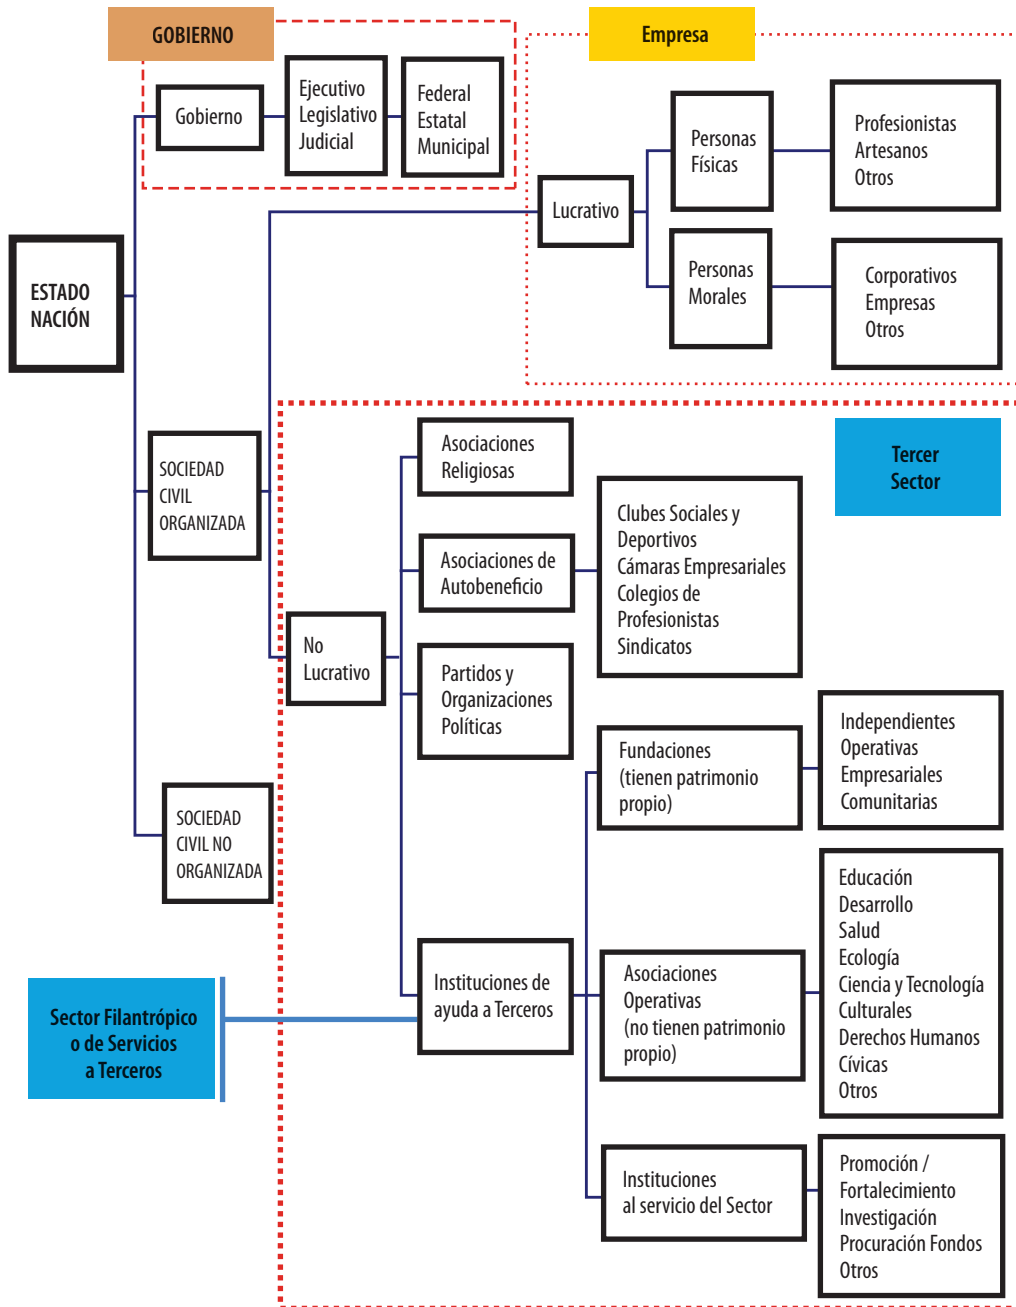 GOBIERNO
Gobierno
Ejecutivo
Legislativo
Judicial
Federal
Estatal
Municipal
Empresa
Lucrativo
Personas
Físicas
Profesionistas
Artesanos
Otros
Personas
Morales
Corporativos
Empresas
Otros
ESTADO
NACIÓN
SOCIEDAD
CIVIL
ORGANIZADA
SOCIEDAD
CIVIL NO
ORGANIZADA
Tercer
Sector
No
Lucrativo
Asociaciones
Religiosas
Asociaciones de
Autobeneficio
Clubes Sociales y
Deportivos
Cámaras Empresariales
Colegios de
Profesionistas
Sindicatos
Partidos y
Organizaciones
Políticas
Instituciones de
ayuda a Terceros
Sector Filantrópico
o de Servicios
a Terceros
Fundaciones
(tienen patrimonio
propio)
Independientes
Operativas
Empresariales
Comunitarias
Asociaciones
Operativas
(no tienen patrimonio
propio)
Educación
Desarrollo
Salud
Ecología
Ciencia y Tecnología
Culturales
Derechos Humanos
Cívicas
Otros
Instituciones
al servicio del Sector
Promoción /
Fortalecimiento
Investigación
Procuración Fondos
Otros